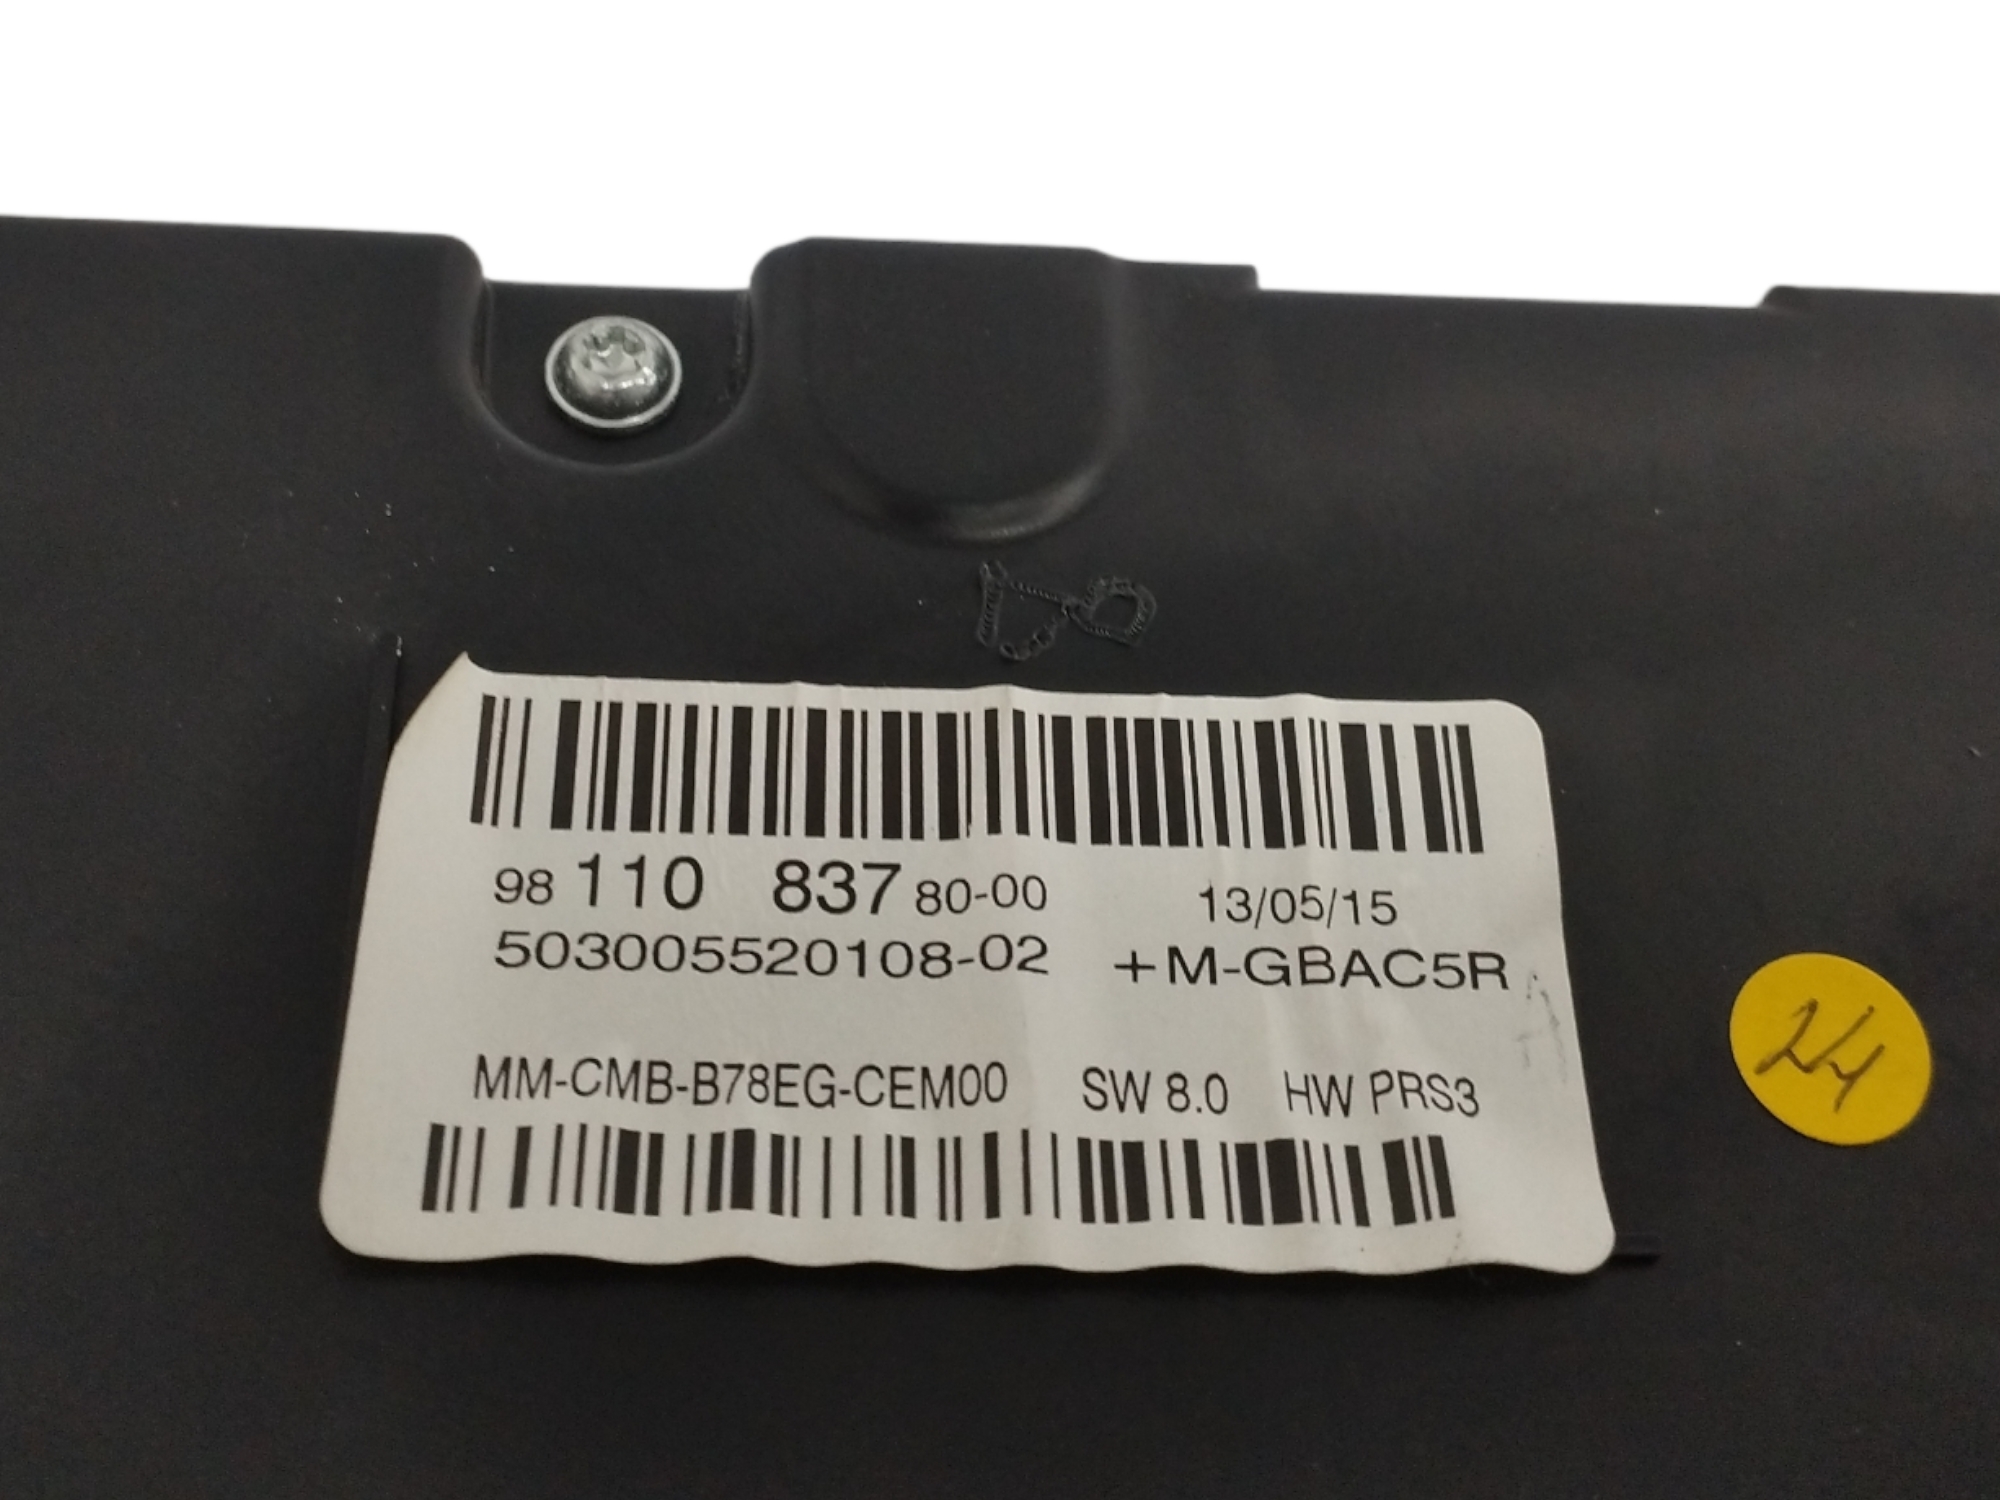 98 110 837 80-00 13/05/15
503005520108-02 +M-GBAC5R
MM-CMB-B78EG-CEM00 SW 8.0 HW PRS3
24